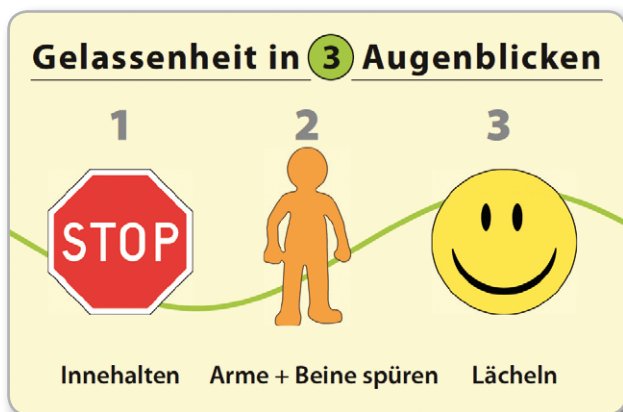 Gelassenheit in 3 Augenblicken
1 2 3
STOP
Innehalten Arme + Beine spüren Lächeln